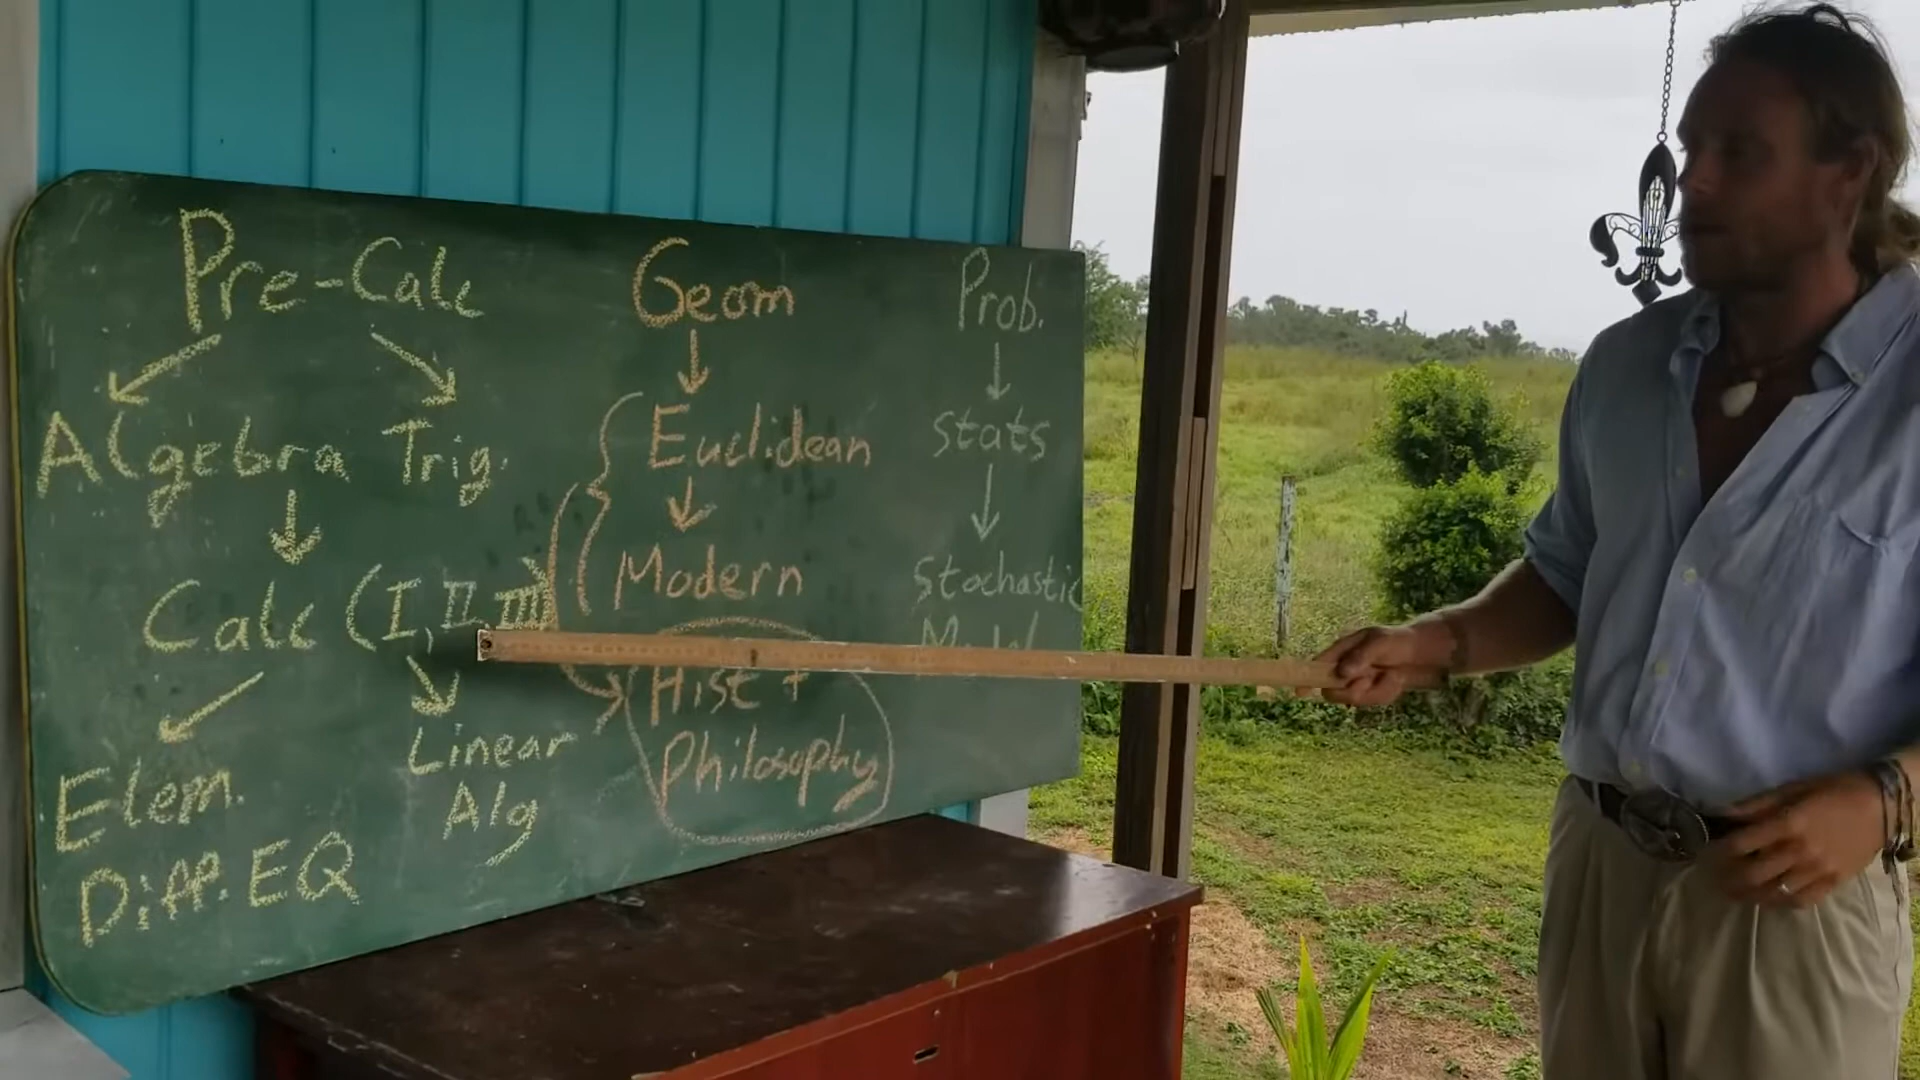 Pre-Calc
Algebra Trig.
Calc (I, II, III)
Elem.
Diff. EQ
Linear
Alg
Geom
Euclidean
Modern
Hist +
Philosophy
Prob.
Stats
Stochastic